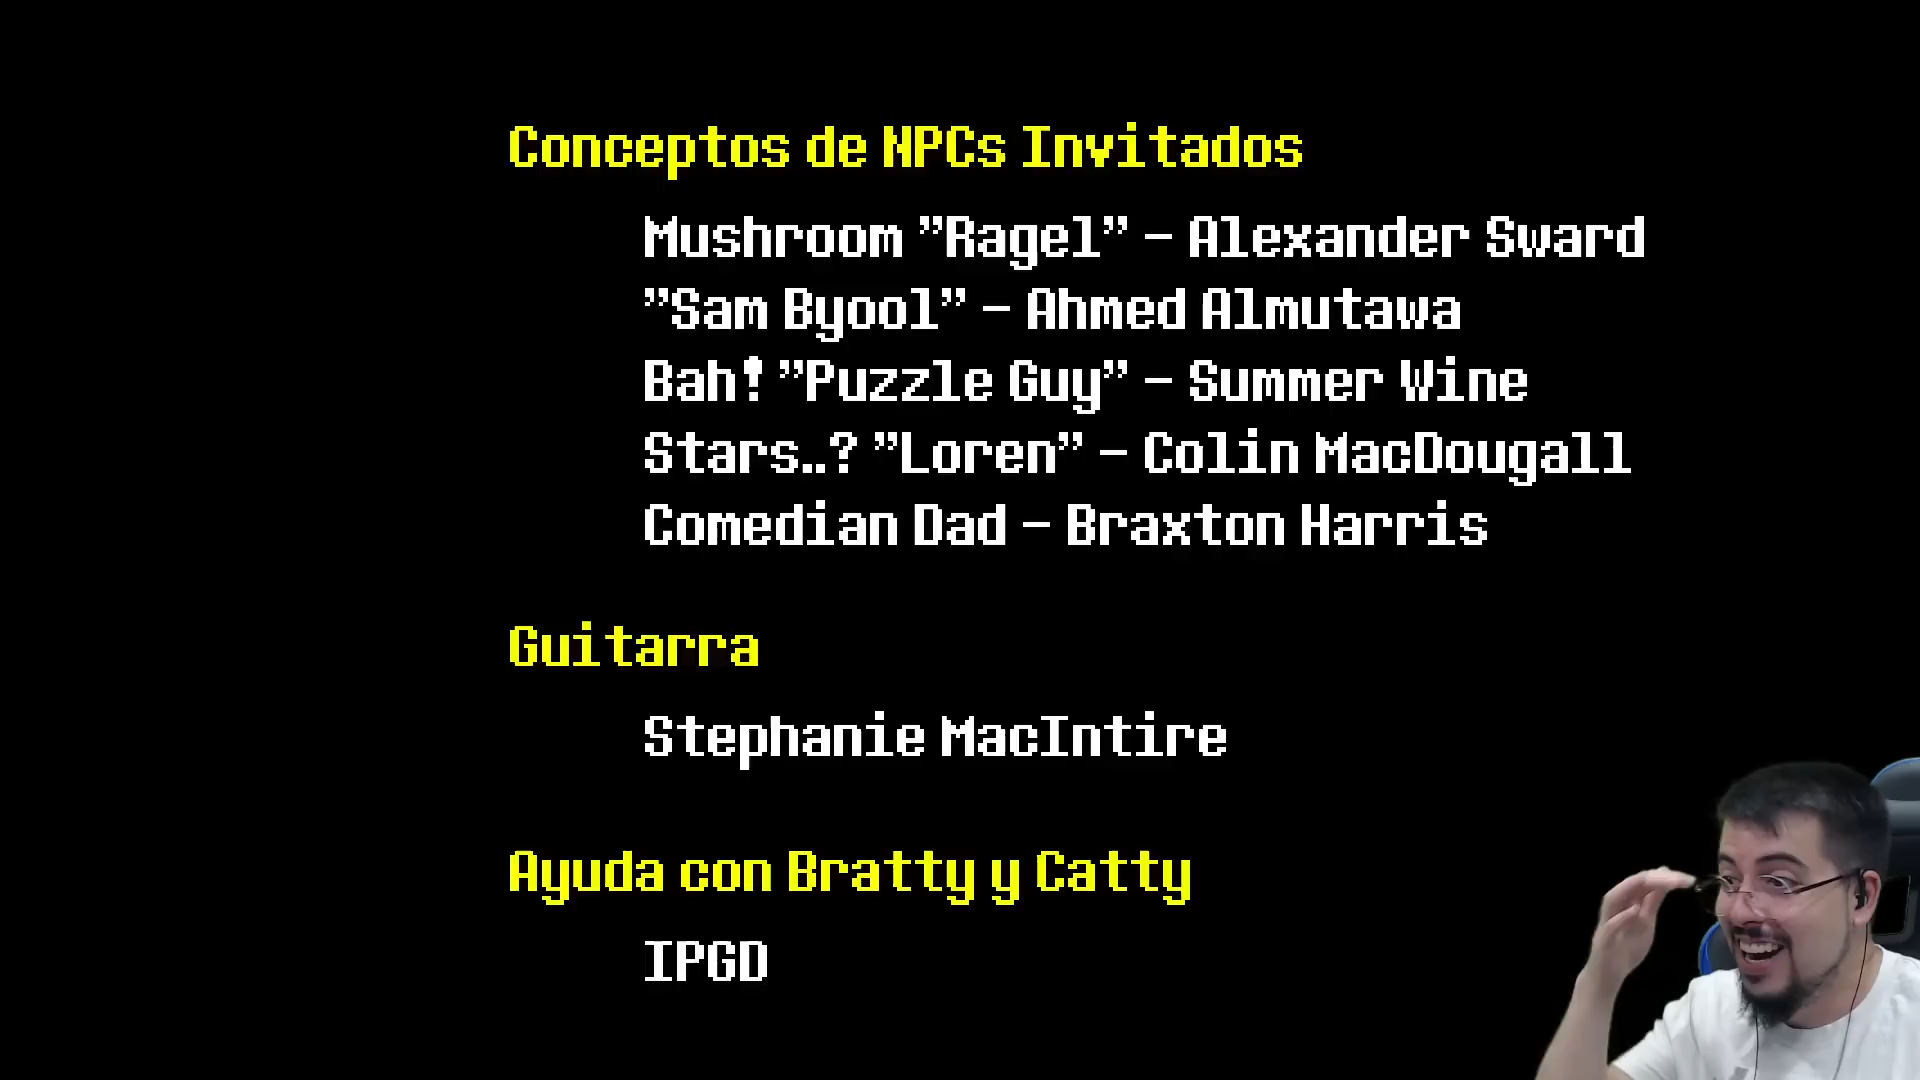 Conceptos de NPCs Invitados
Mushroom "Ragel" - Alexander Sward
"Sam Byool" - Ahmed Almutawa
Bah! "Puzzle Guy" - Summer Wine
Stars..? "Loren" - Colin MacDougall
Comedian Dad - Braxton Harris
Guitarra
Stephanie MacIntire
Ayuda con Bratty y Catty
IPGD